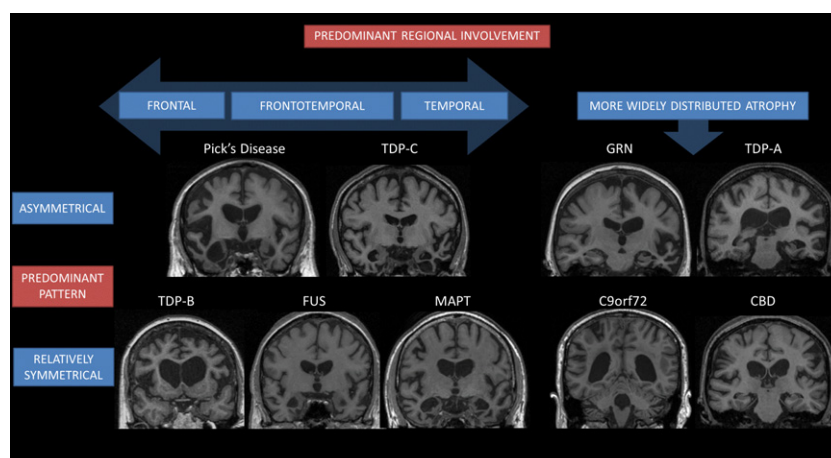 PREDOMINANT REGIONAL INVOLVEMENT
FRONTAL
FRONTOTEMPORAL
TEMPORAL
MORE WIDELY DISTRIBUTED ATROPHY
Pick's Disease
TDP-C
GRN
TDP-A
ASYMMETRICAL
PREDOMINANT
PATTERN
TDP-B
FUS
MAPT
C9orf72
CBD
RELATIVELY
SYMMETRICAL